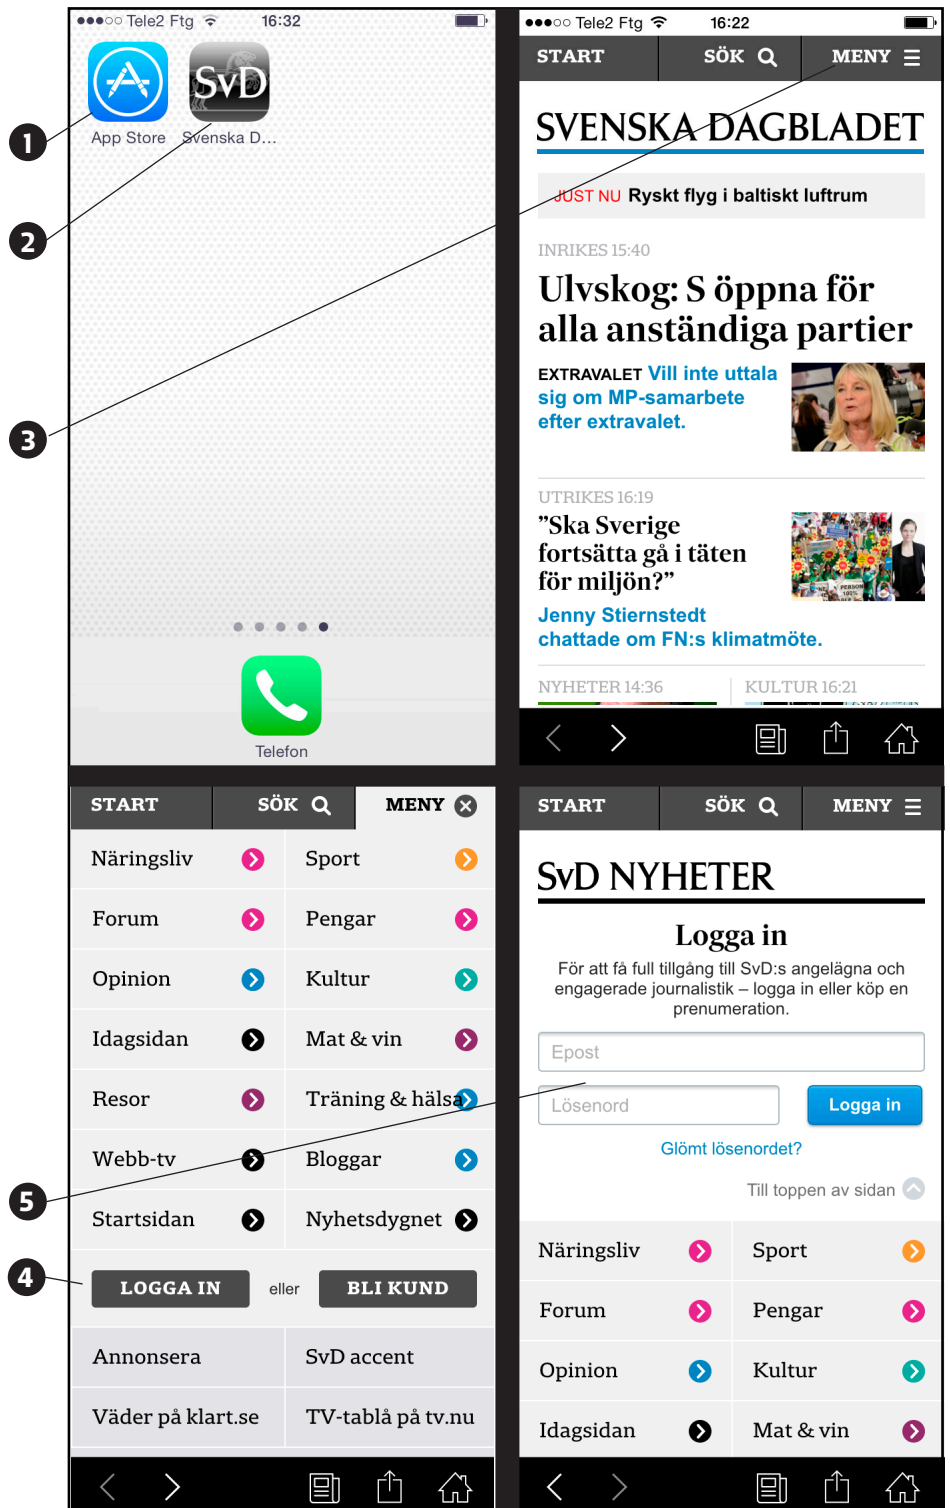 Tele2 Ftg 16:32
SvD
App Store Svenska D...
1
2
3
Telefon
Tele2 Ftg 16:22
START SÖK MENY
SVENSKA DAGBLADET
JUST NU Ryskt flyg i baltiskt luftrum
INRIKES 15:40
Ulvskog: S öppna för
alla anständiga partier
EXTRAVALET Vill inte uttala
sig om MP-samarbete
efter extravalet.
UTRIKES 16:19
”Ska Sverige
fortsätta gå i täten
för miljön?”
Jenny Stiernstedt
chattade om FN:s klimatmöte.
NYHETER 14:36 KULTUR 16:21
START SÖK MENY
Näringsliv Sport
Forum Pengar
Opinion Kultur
Idagsidan Mat & vin
Resor Träning & hälsa
Webb-tv Bloggar
5
Startsidan Nyhetsdygnet
4
LOGGA IN eller BLI KUND
Annonsera SvD accent
Väder på klart.se TV-tablå på tv.nu
START SÖK MENY
SvD NYHETER
Logga in
För att få full tillgång till SvD:s angelägna och
engagerade journalistik – logga in eller köp en
prenumeration.
Epost
Lösenord Logga in
Glömt lösenordet?
Till toppen av sidan
Näringsliv Sport
Forum Pengar
Opinion Kultur
Idagsidan Mat & vin